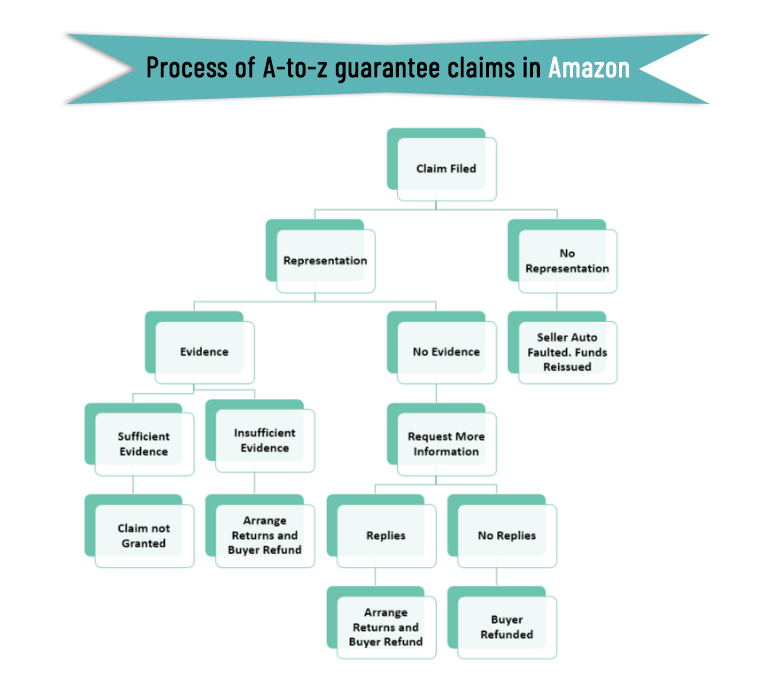 Process of A-to-z guarantee claims in Amazon
Claim Filed
Representation
No
Representation
Evidence
No Evidence
Seller Auto
Faulted. Funds
Reissued
Sufficient
Evidence
Insufficient
Evidence
Request More
Information
Claim not
Granted
Arrange
Returns and
Buyer Refund
Replies
No Replies
Arrange
Returns and
Buyer Refund
Buyer
Refunded